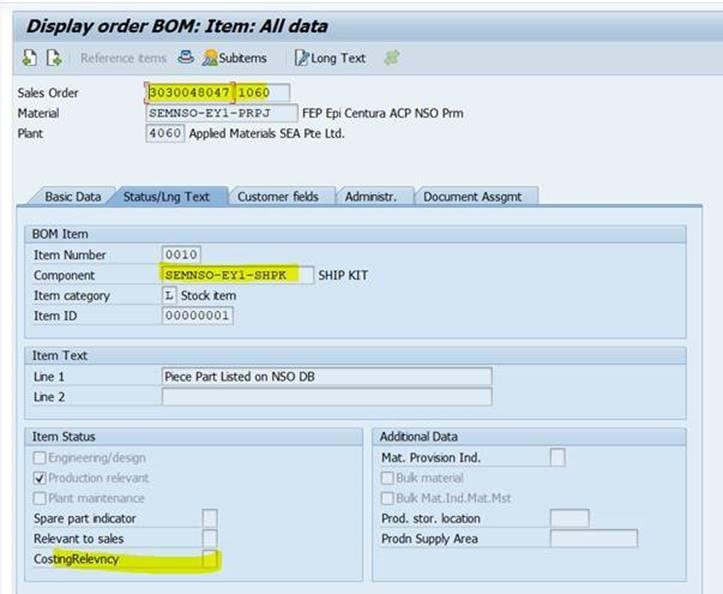 Display order BOM: Item: All data
Reference items Subitems Long Text
Sales Order 3030048047 1060
Material SEMNSO-EY1-PRPJ FEP Epi Centura ACP NSO Prm
Plant 4060 Applied Materials SEA Pte Ltd.
Basic Data Status/Lng Text Customer fields Administr. Document Assgmt
BOM Item
Item Number 0010
Component SEMNSO-EY1-SHPK SHIP KIT
Item category L Stock item
Item ID 00000001
Item Text
Line 1 Piece Part Listed on NSO DB
Line 2
Item Status
Engineering/design
Production relevant
Plant maintenance
Spare part indicator
Relevant to sales
CostingRelevncy
Additional Data
Mat. Provision Ind.
Bulk material
Bulk Mat.Ind.Mat.Mst
Prod. stor. location
Prodn Supply Area